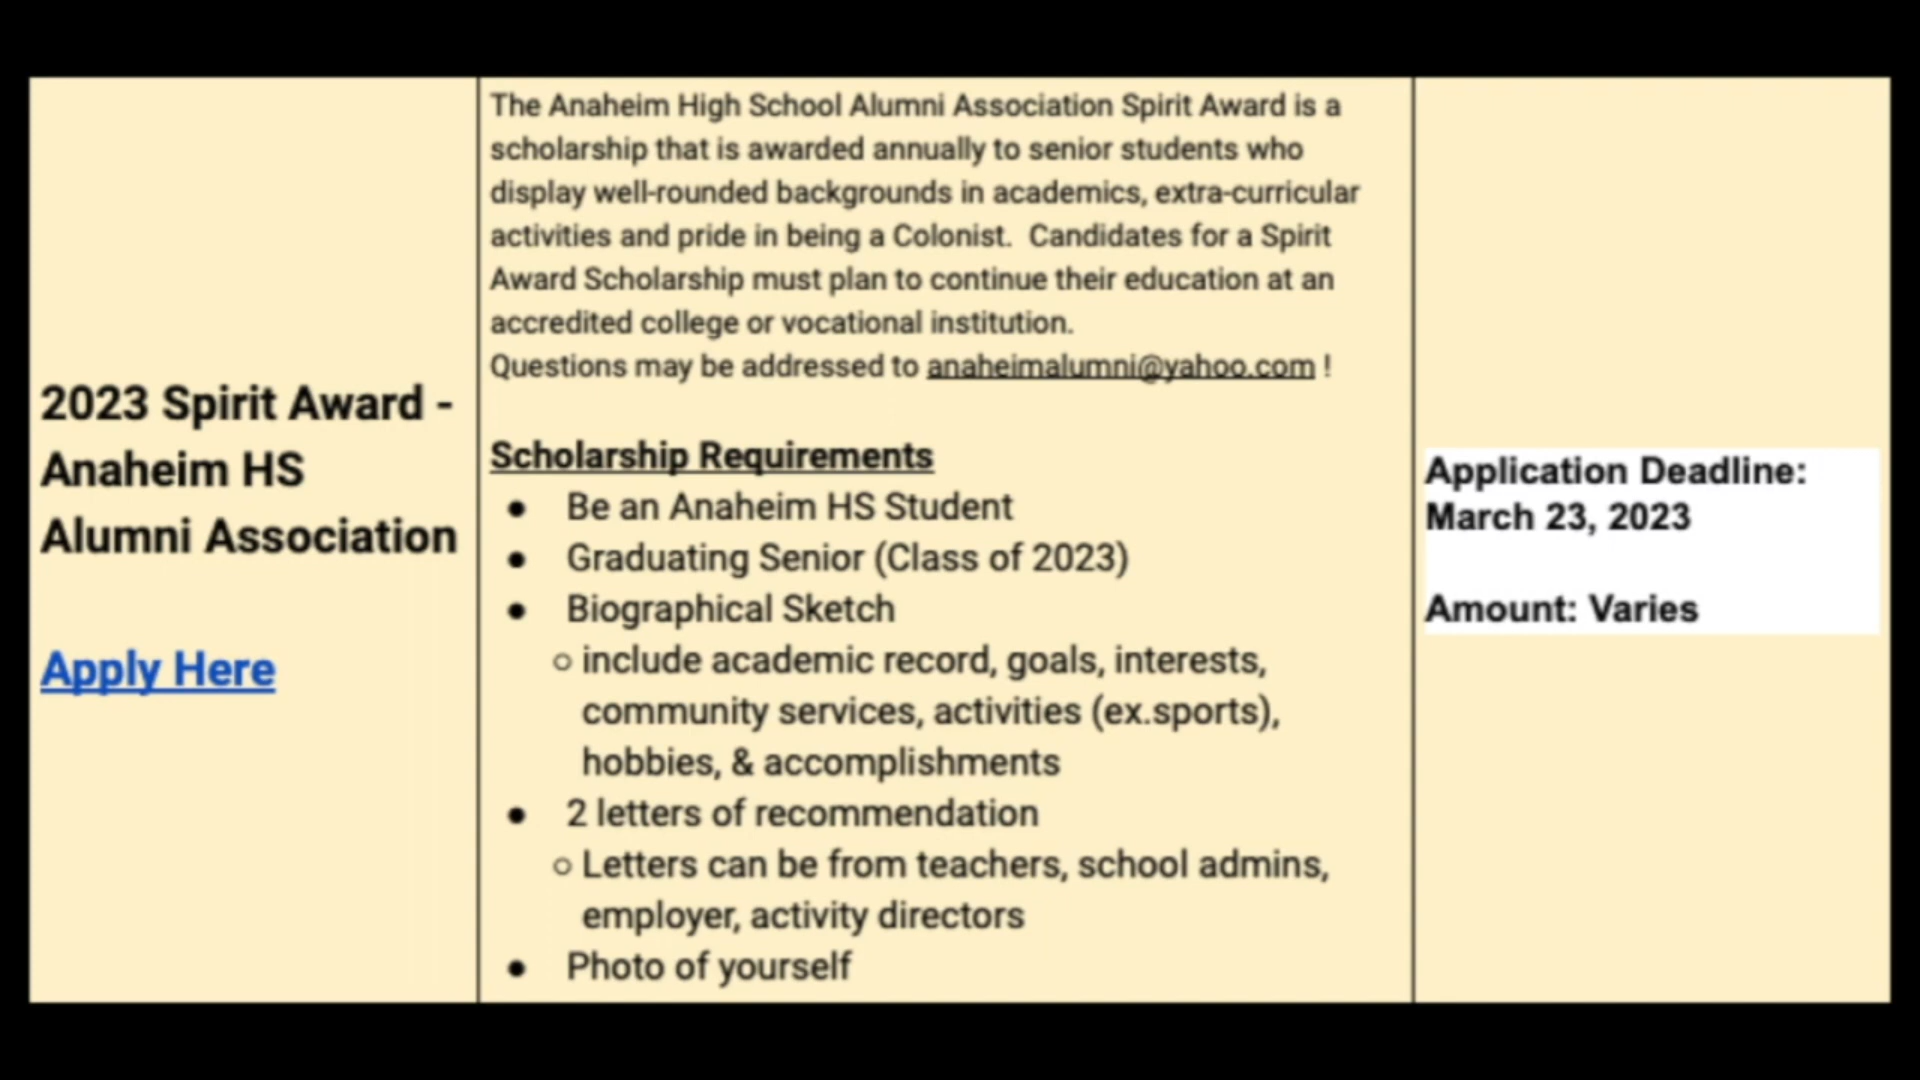 2023 Spirit Award -
Anaheim HS
Alumni Association
Apply Here
The Anaheim High School Alumni Association Spirit Award is a
scholarship that is awarded annually to senior students who
display well-rounded backgrounds in academics, extra-curricular
activities and pride in being a Colonist.  Candidates for a Spirit
Award Scholarship must plan to continue their education at an
accredited college or vocational institution.
Questions may be addressed to anaheimalumni@yahoo.com !
Scholarship Requirements
● Be an Anaheim HS Student
● Graduating Senior (Class of 2023)
● Biographical Sketch
○ include academic record, goals, interests,
community services, activities (ex.sports),
hobbies, & accomplishments
● 2 letters of recommendation
○ Letters can be from teachers, school admins,
employer, activity directors
● Photo of yourself
Application Deadline:
March 23, 2023
Amount: Varies